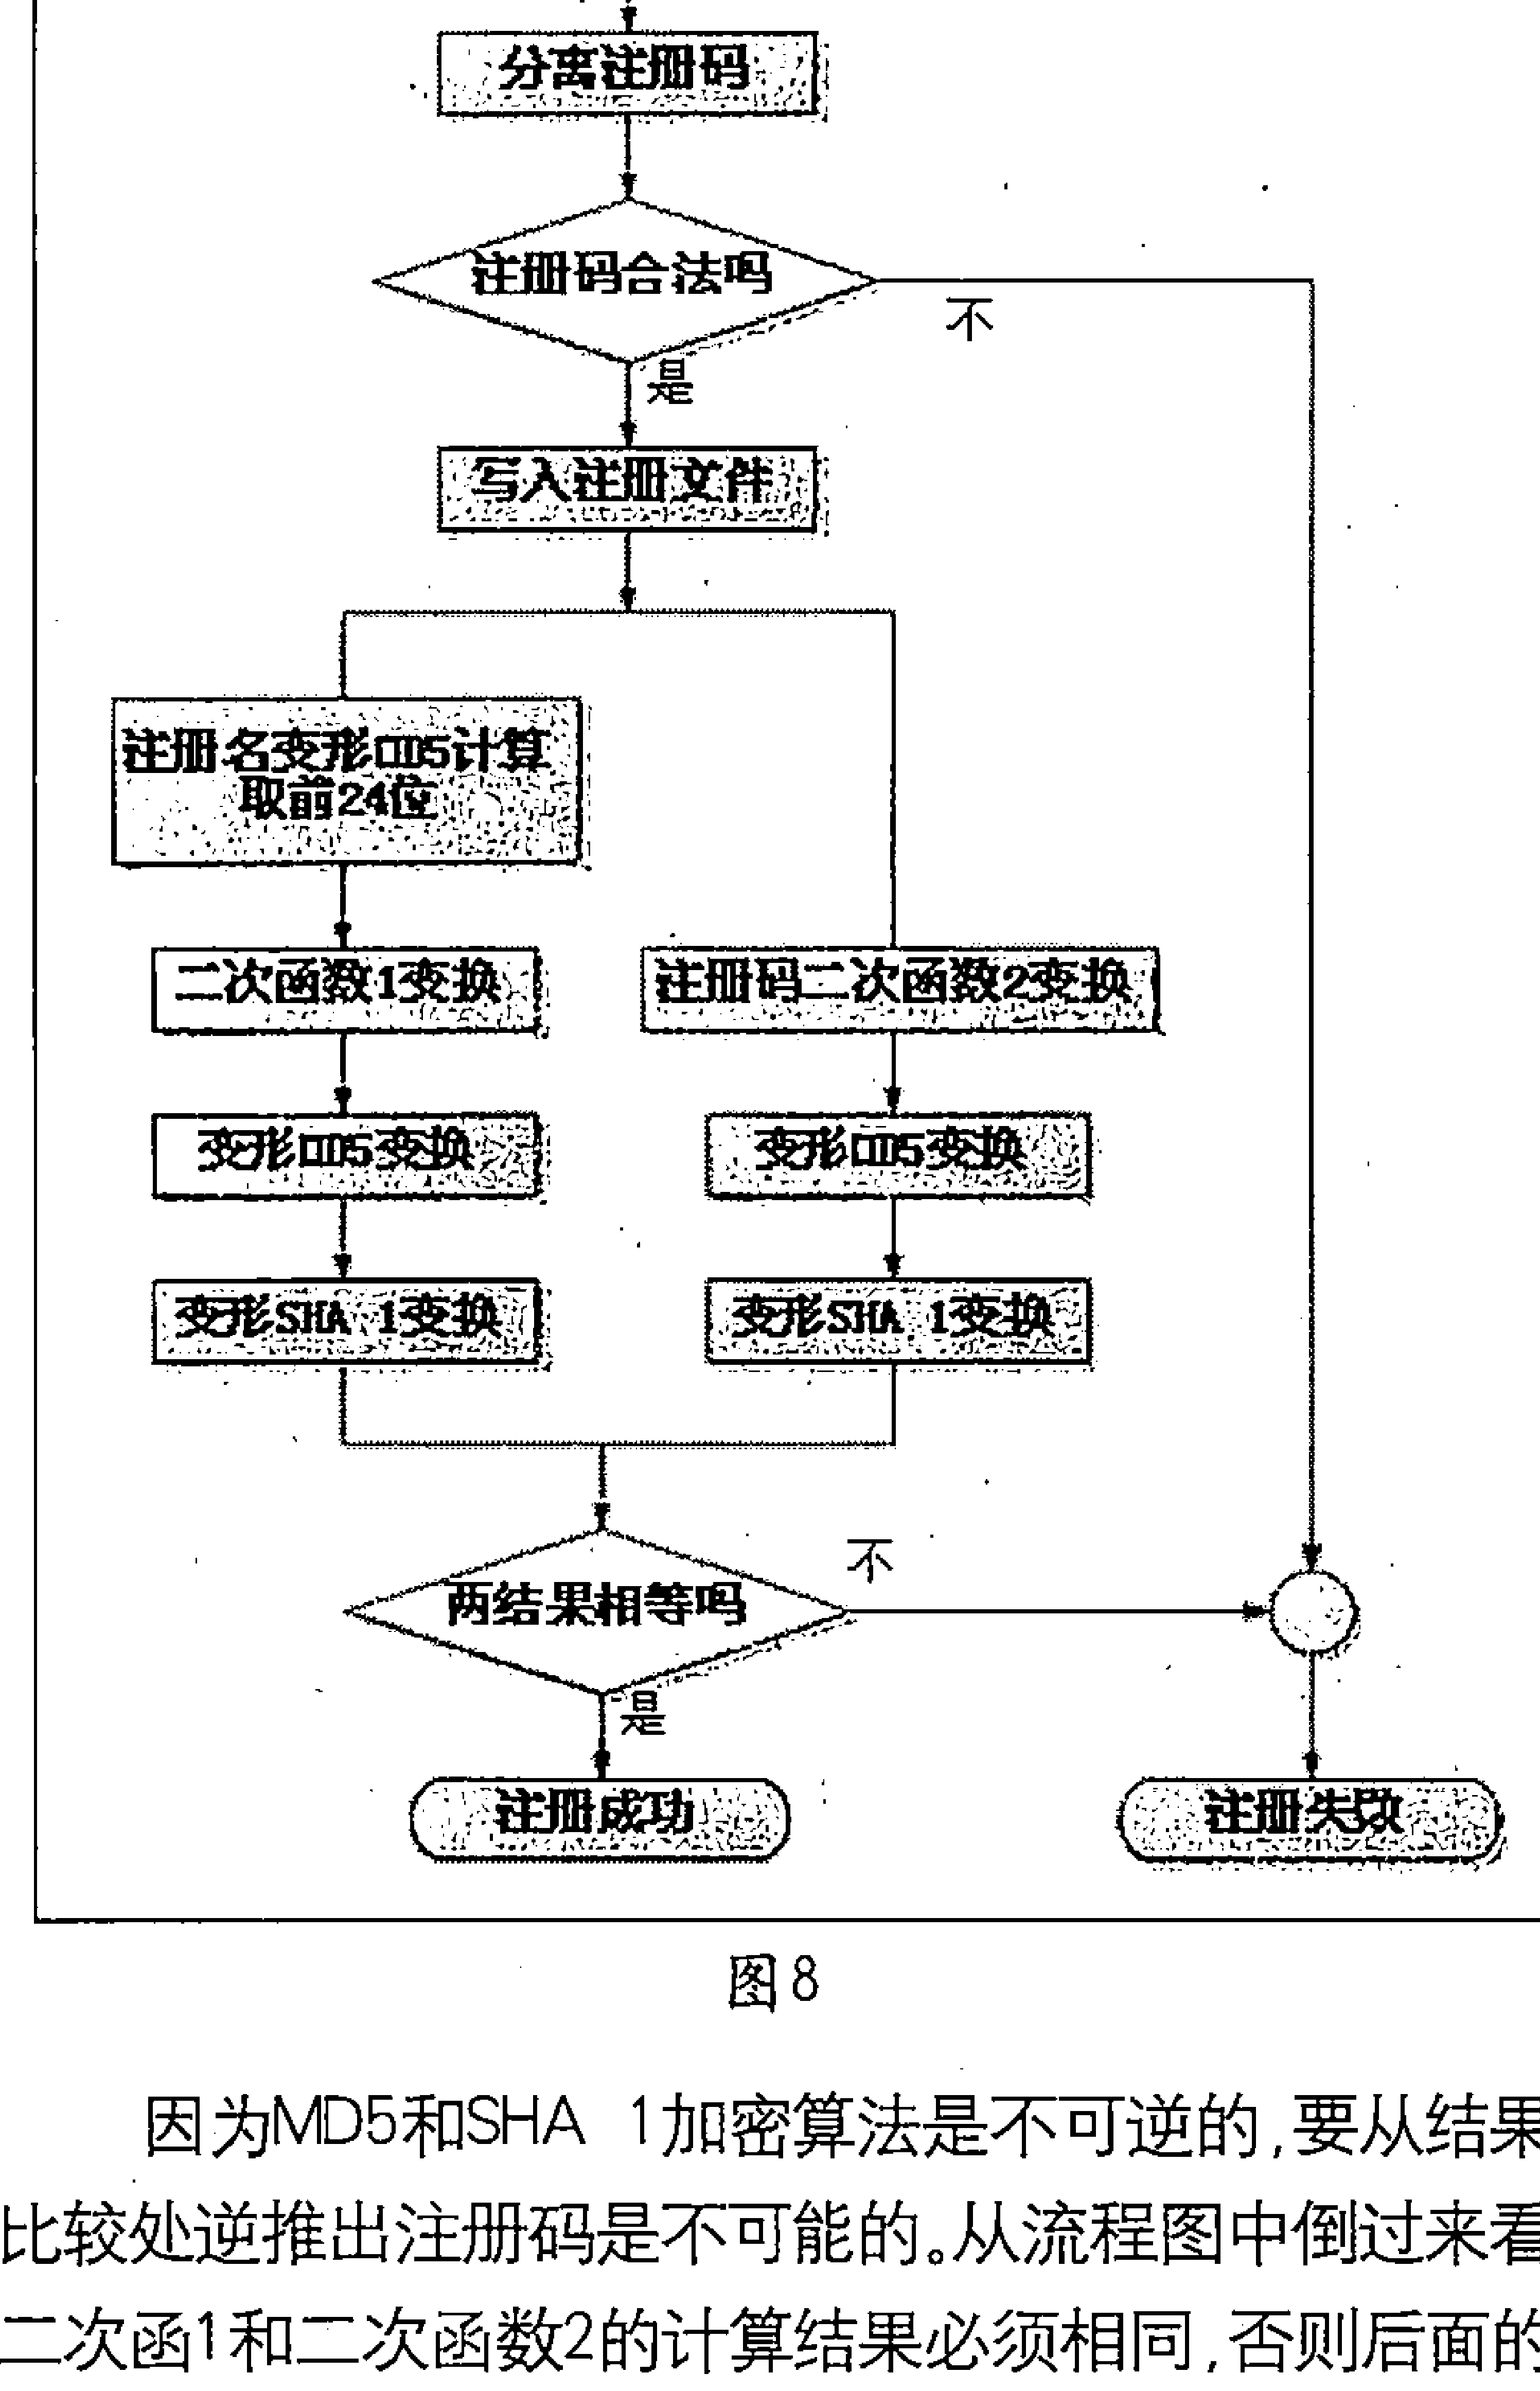 分离注册码
注册码合法吗
不
是
写入注册文件
注册名变形MD5计算
取前24位
二次函数1变换
注册码二次函数2变换
变形MD5变换
变形MD5变换
变形SHA 1变换
变形SHA 1变换
不
两结果相等吗
是
注册成功
注册失改
图8
因为MD5和SHA 1加密算法是不可逆的,要从结果
比较处逆推出注册码是不可能的。从流程图中倒过来看
二次函1和二次函数2的计算结果必须相同,否则后面的